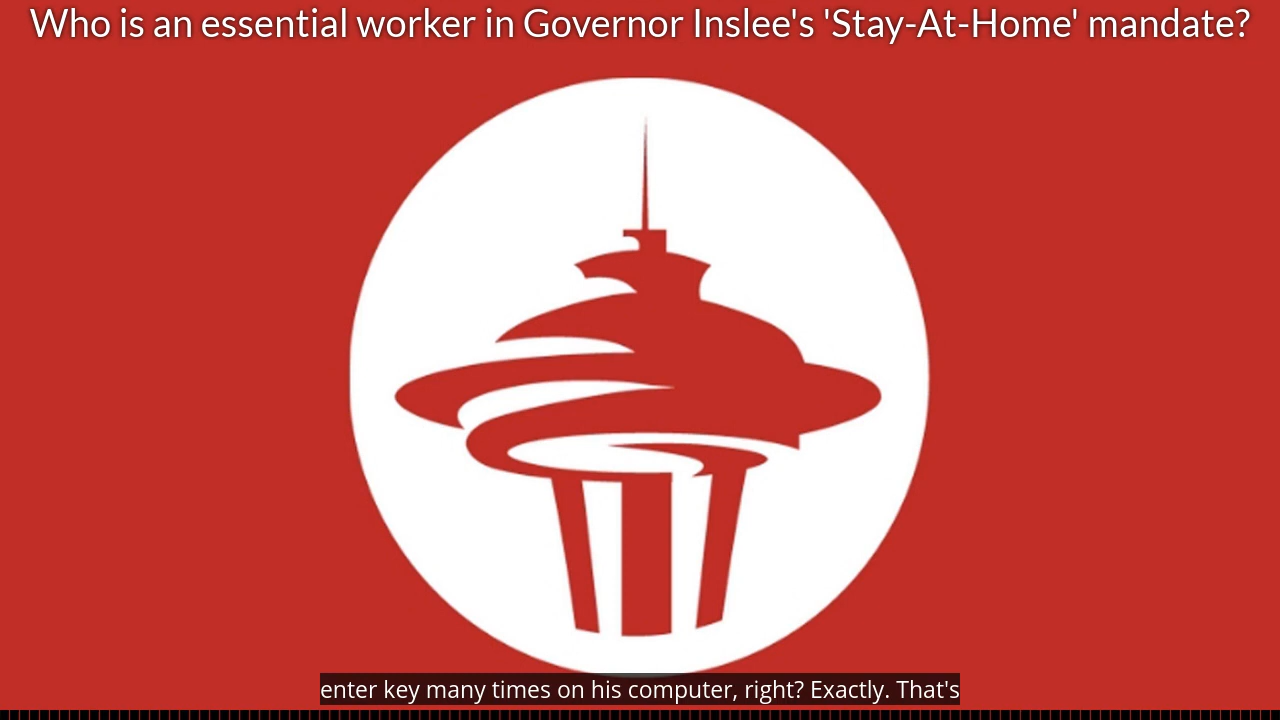 Who is an essential worker in Governor Inslee's 'Stay-At-Home' mandate?
enter key many times on his computer, right? Exactly. That's